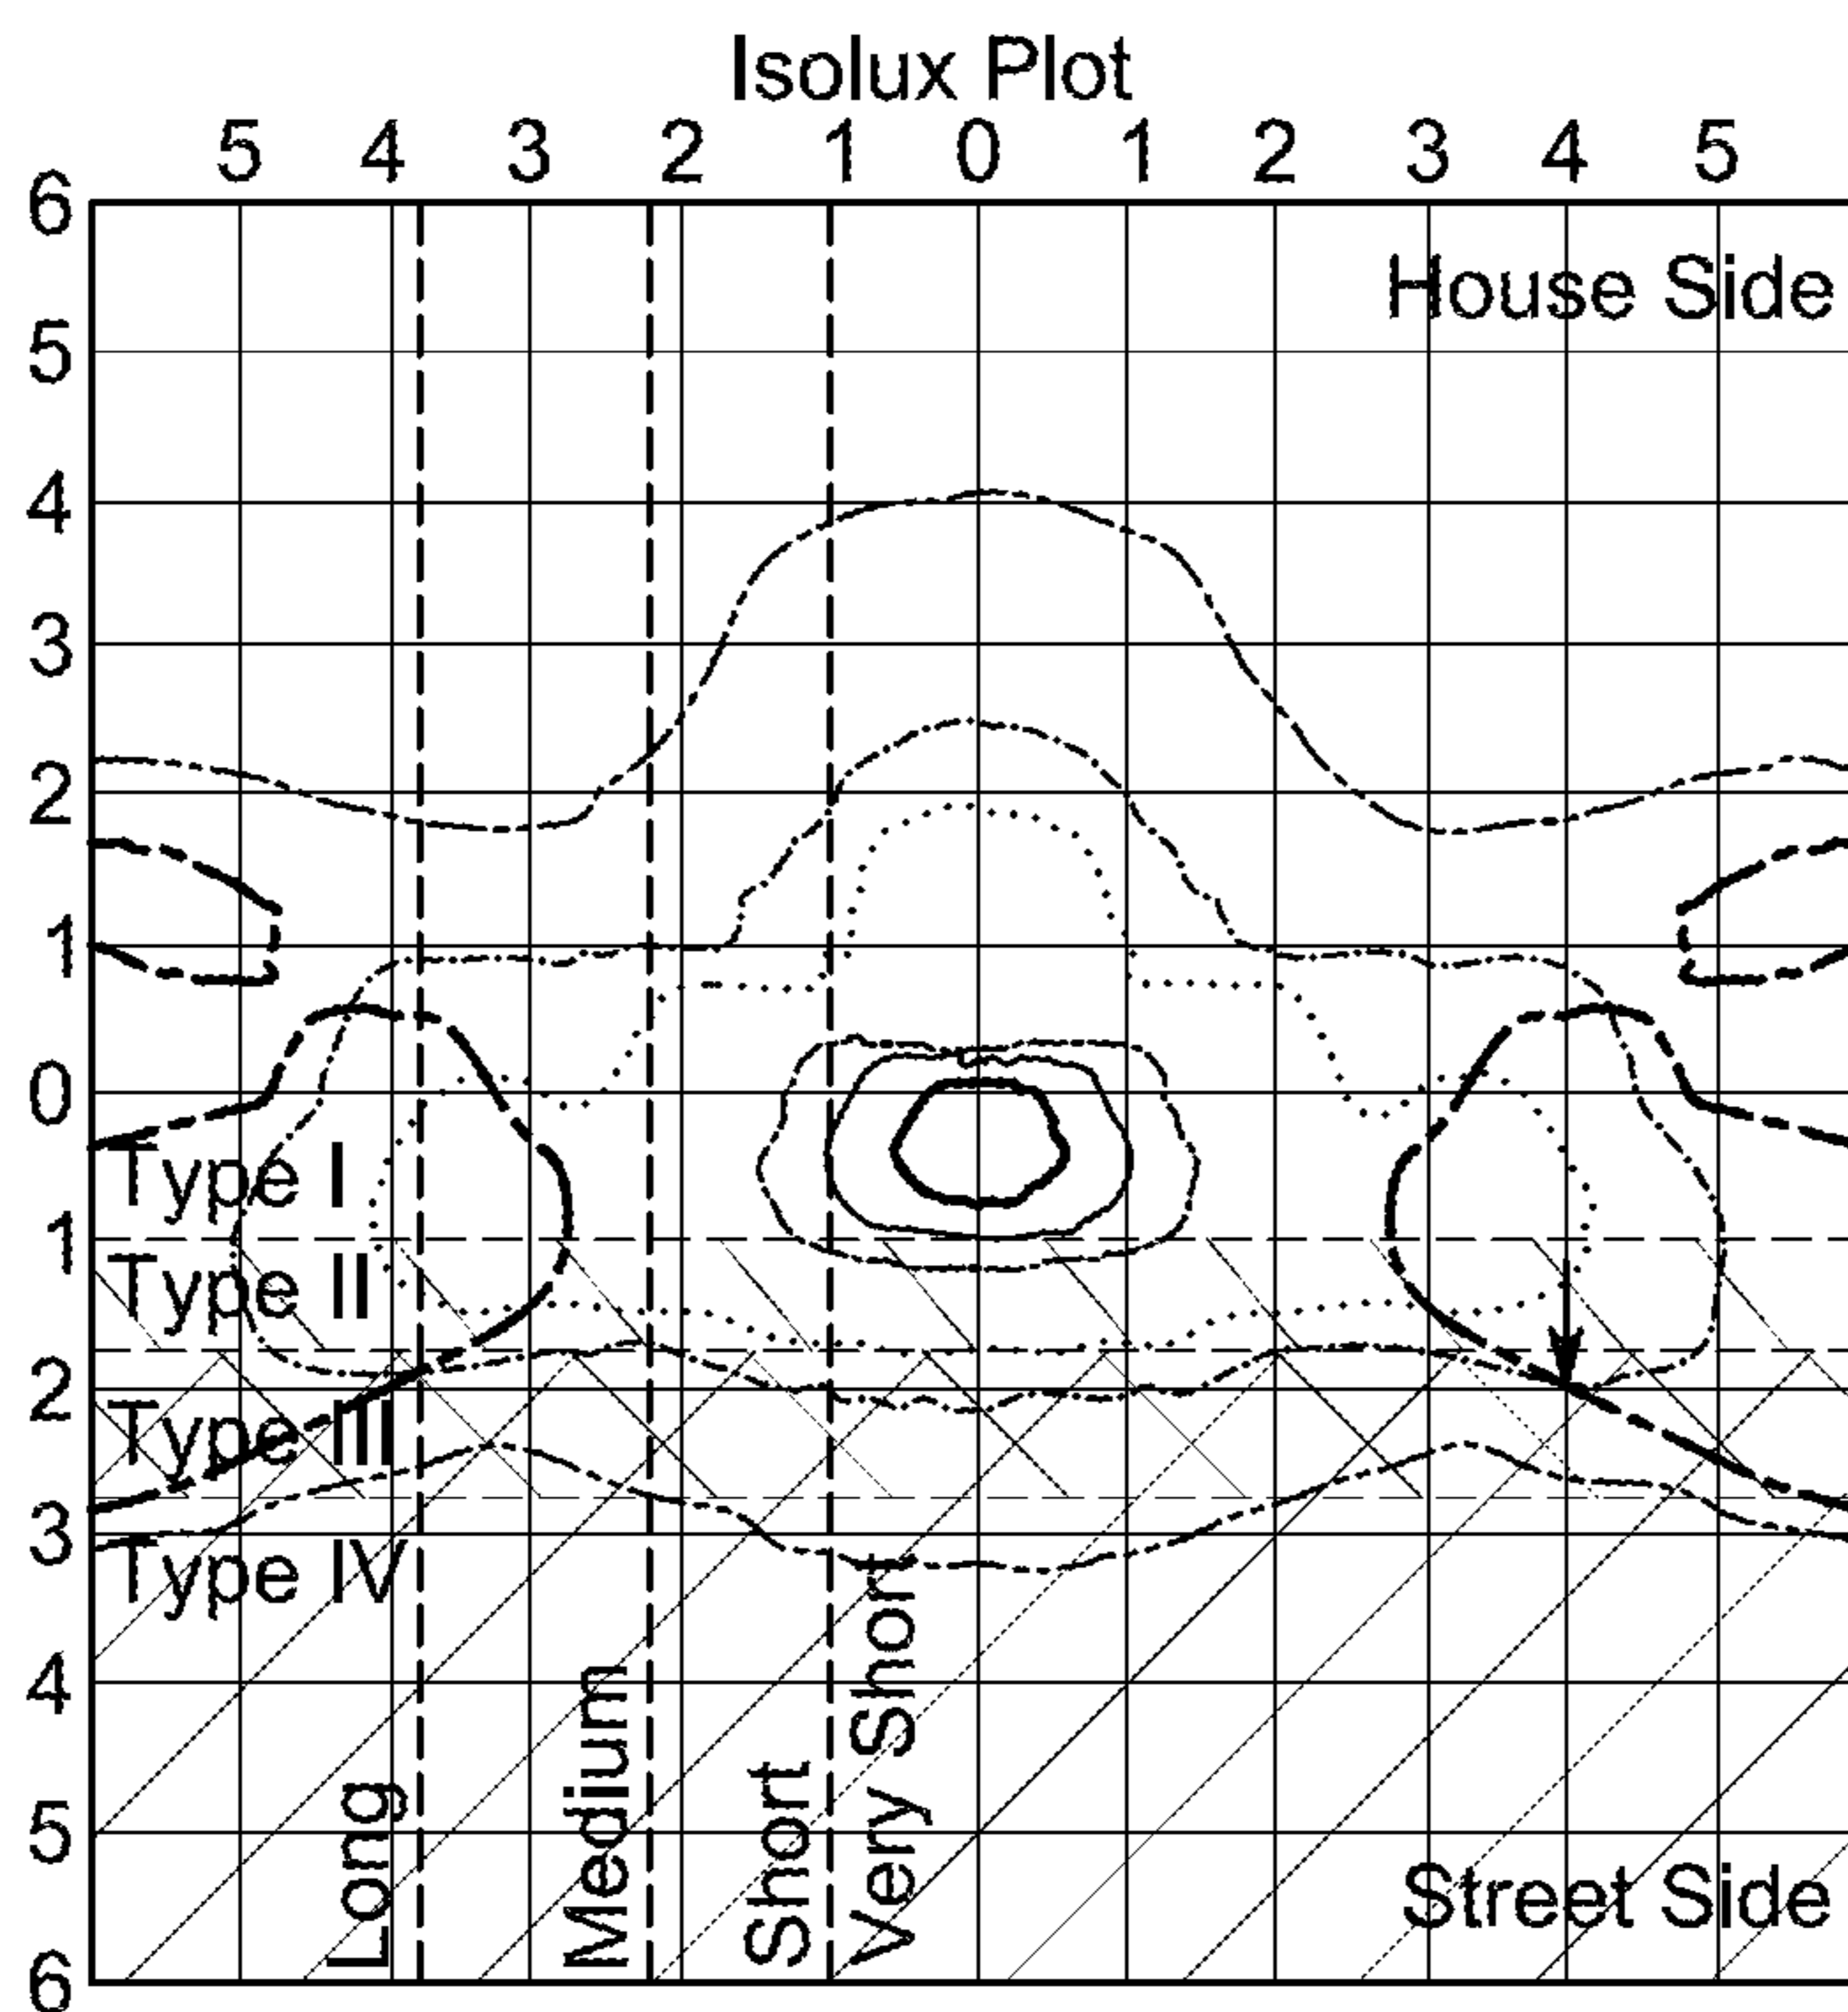 Isolux Plot
5 4 3 2 1 0 1 2 3 4 5
6
House Side
5
4
3
2
1
0
Type I
1
Type II
2
Type III
3
Type IV
4
5
6
Long
Medium
Short
Very Short
Street Side